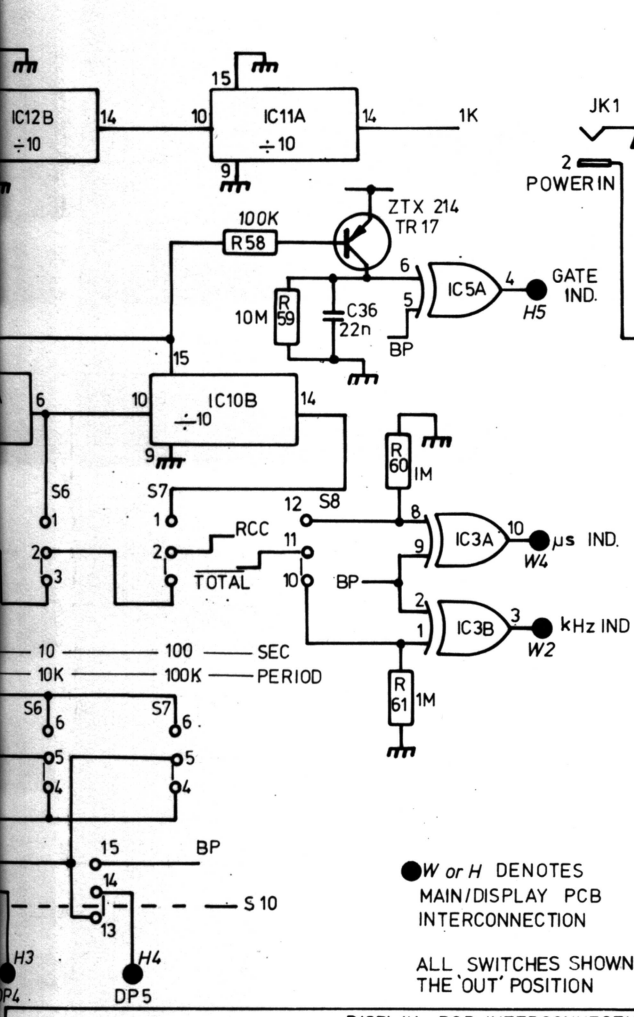 15
IC12B
÷10
14
10
IC11A
÷10
14
1K
9
JK1
2
POWER IN
100K
R58
ZTX 214
TR17
6
5
IC5A
4
GATE
IND.
H5
BP
10M
R
59
C36
22n
15
6
10
IC10B
÷10
14
9
R
60
1M
S6
S7
12
S8
1
1
8
IC3A
10
µs IND.
W4
RCC
11
9
2
2
TOTAL
10
BP
3
2
1
IC3B
3
kHz IND
W2
10
100
SEC
10K
100K
PERIOD
R
61
1M
S6
6
S7
6
5
5
4
4
15
BP
14
S10
13
H3
H4
DP4
DP5
W or H DENOTES
MAIN/DISPLAY PCB
INTERCONNECTION
ALL SWITCHES SHOWN
THE 'OUT' POSITION